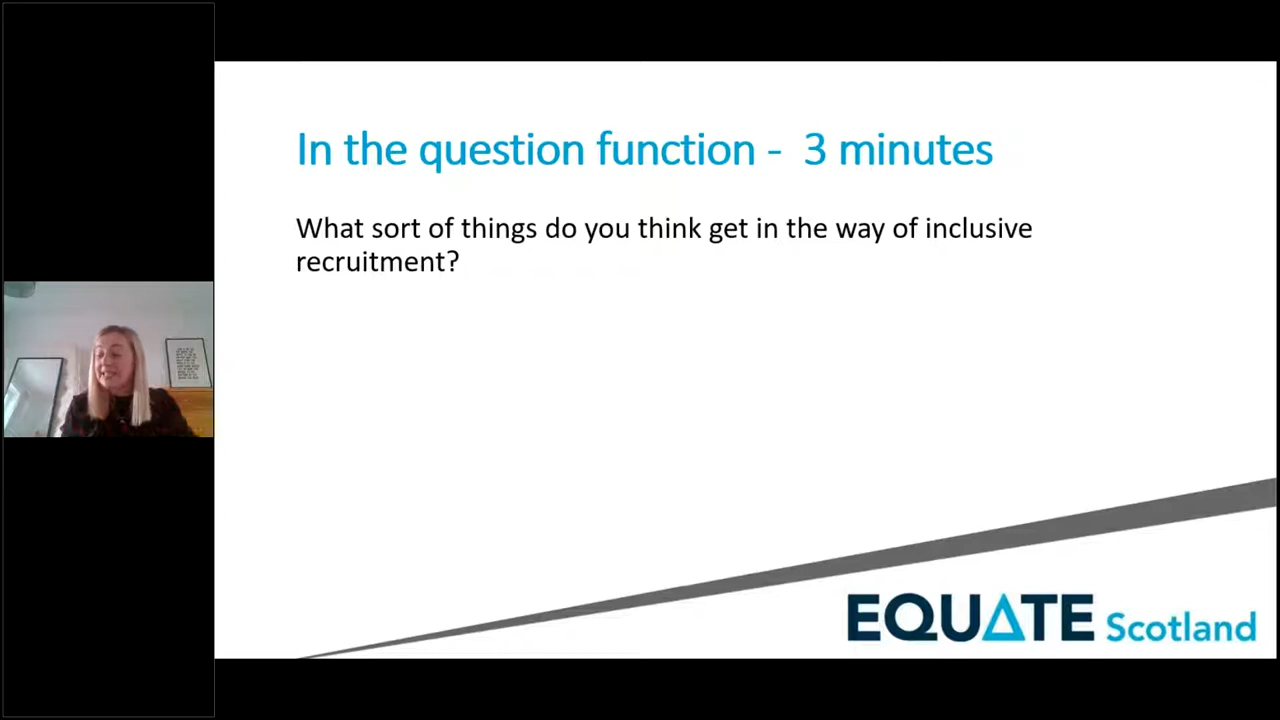 In the question function - 3 minutes
What sort of things do you think get in the way of inclusive
recruitment?
EQUATE Scotland